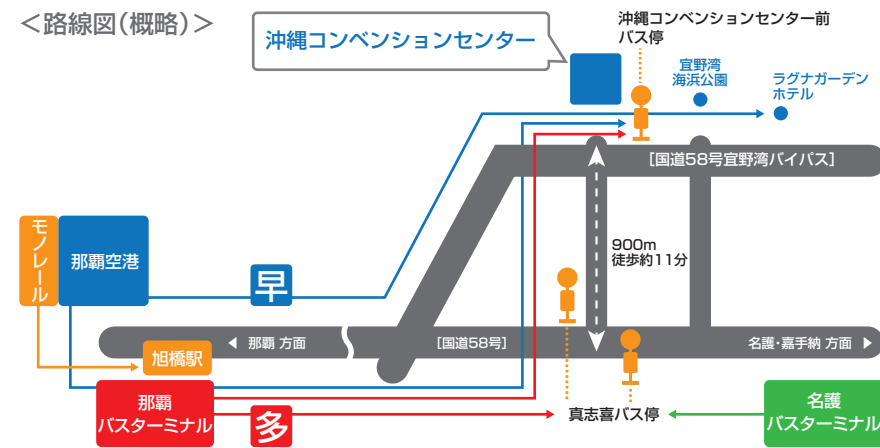 ＜路線図(概略)＞
沖縄コンベンションセンター
沖縄コンベンションセンター前
バス停
宜野湾
海浜公園
ラグナガーデン
ホテル
[国道58号宜野湾バイパス]
モノレール
那覇空港
早
900m
徒歩約11分
那覇 方面
[国道58号]
名護・嘉手納 方面
旭橋駅
那覇
バスターミナル
多
真志喜バス停
名護
バスターミナル